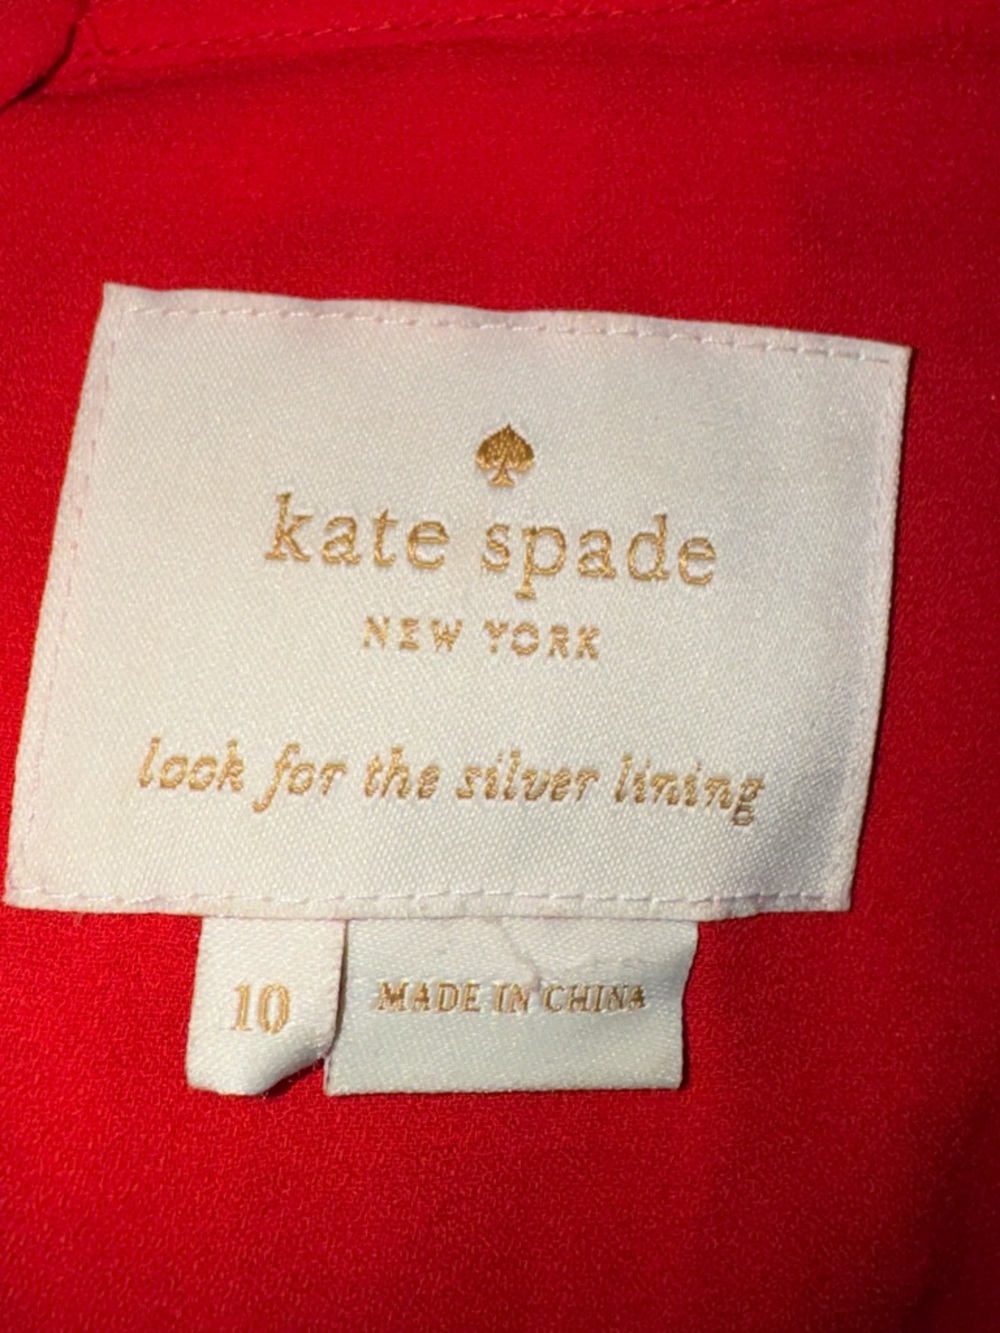 kate spade
NEW YORK
look for the silver lining
10
MADE IN CHINA